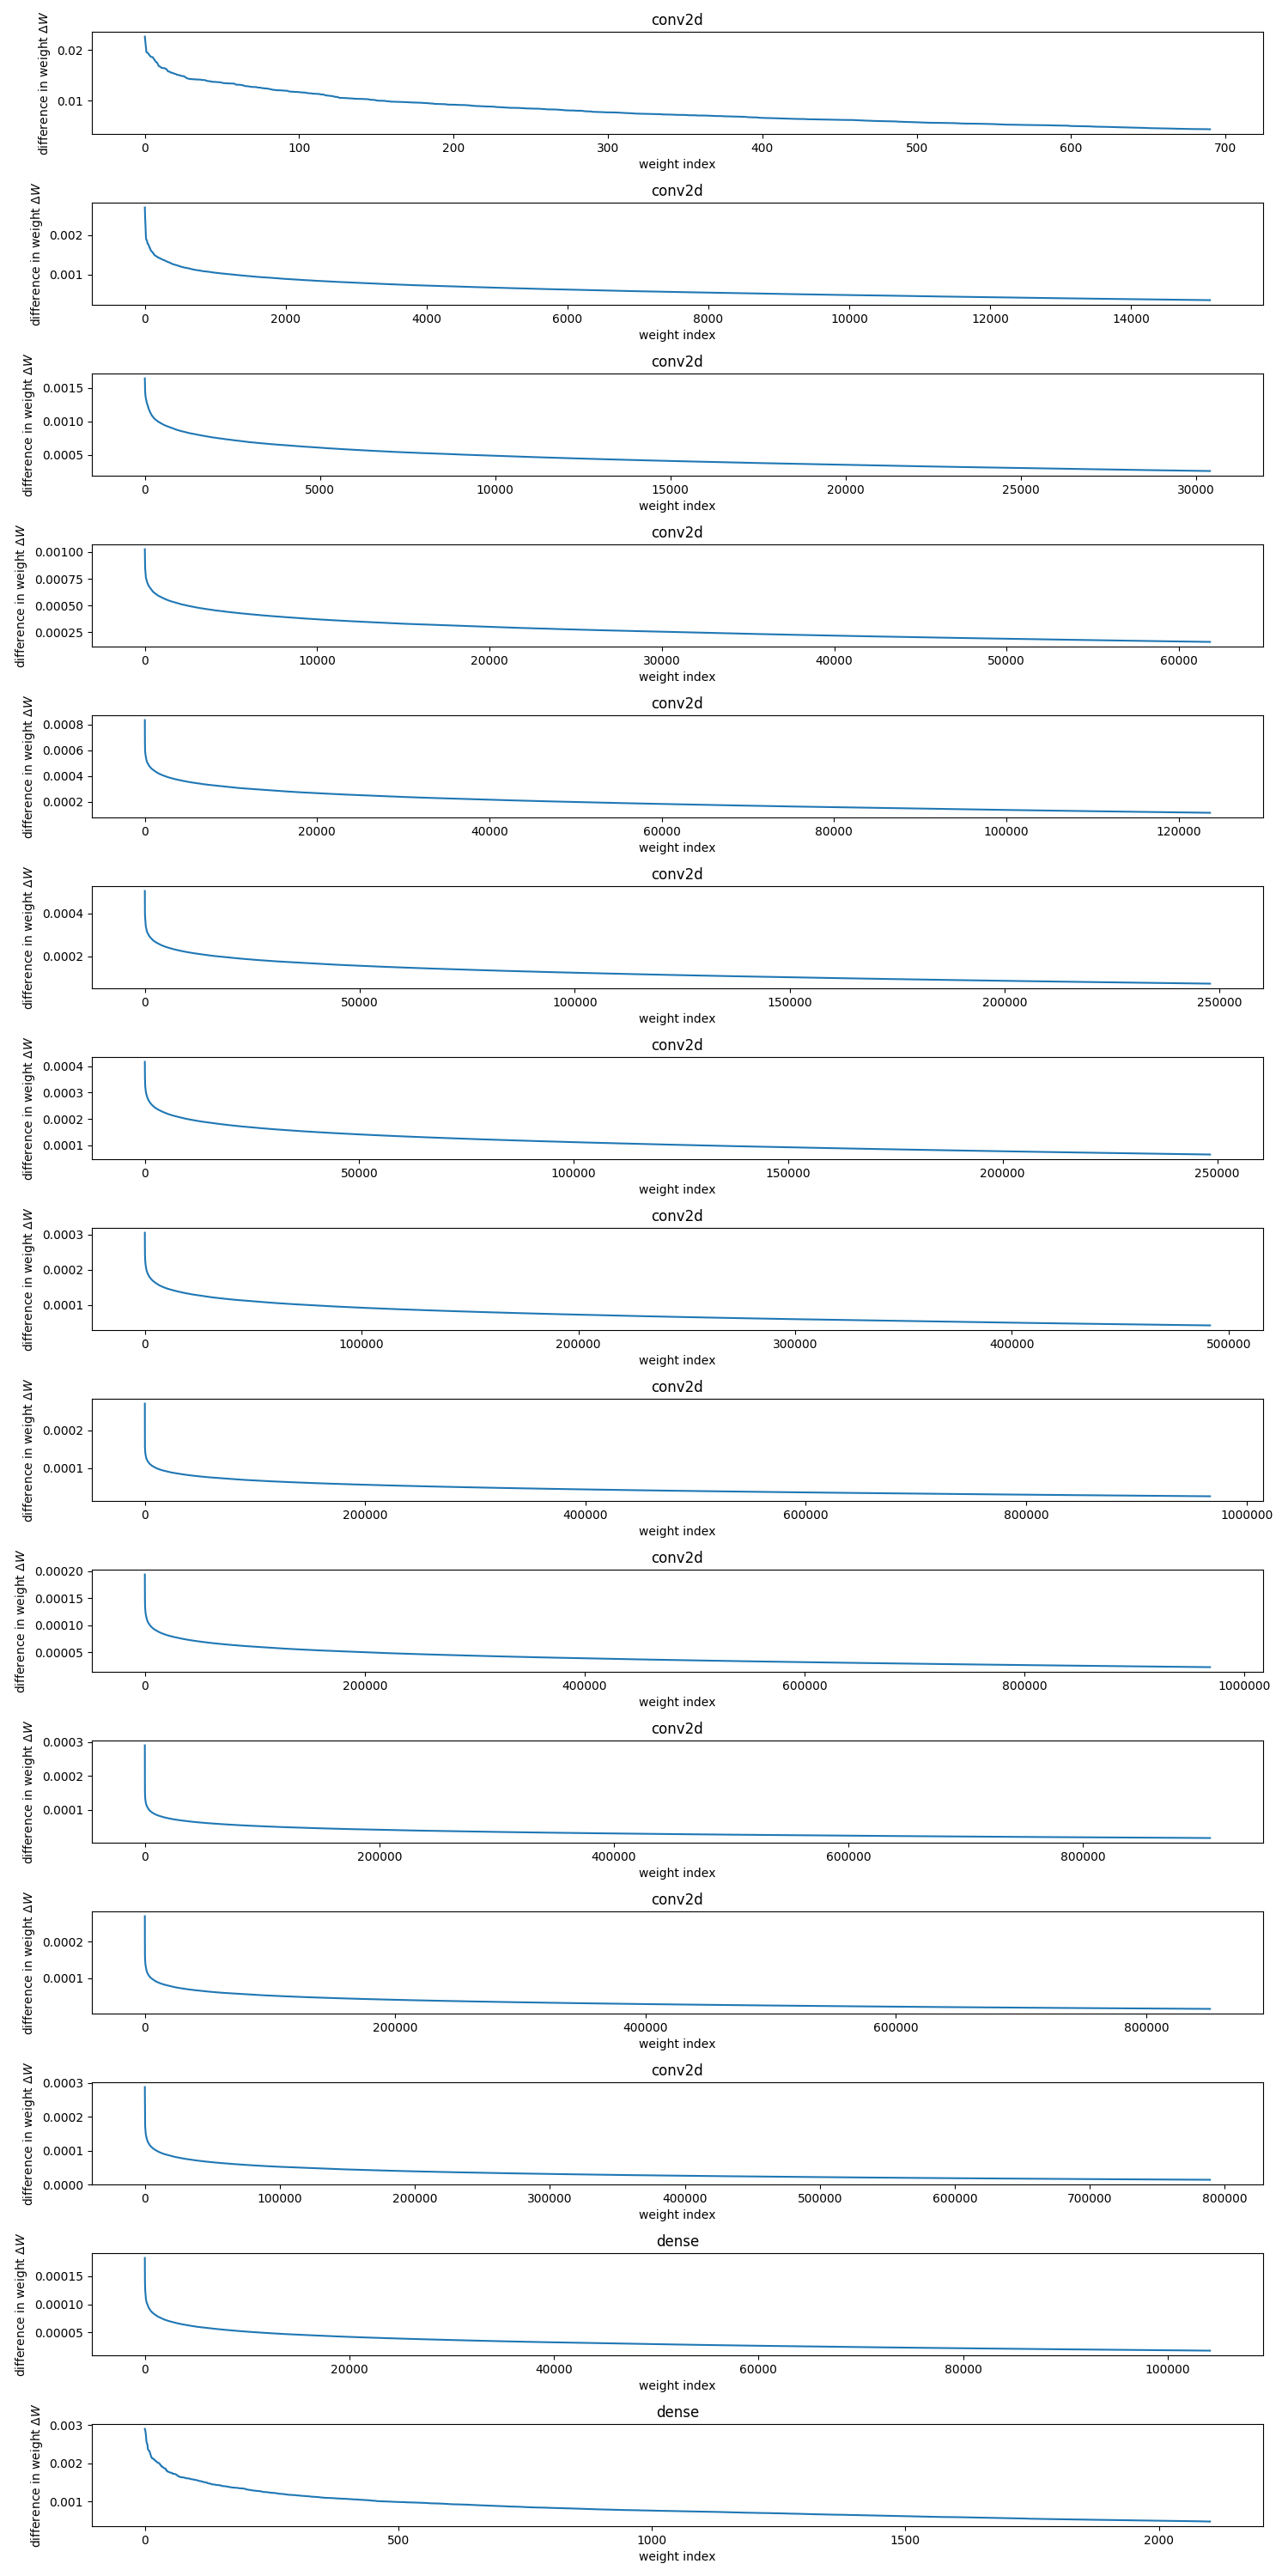 conv2d
difference in weight ΔW
0.02
0.01
0 100 200 300 400 500 600 700
weight index
conv2d
difference in weight ΔW
0.002
0.001
0 2000 4000 6000 8000 10000 12000 14000
weight index
conv2d
difference in weight ΔW
0.0015
0.0010
0.0005
0 5000 10000 15000 20000 25000 30000
weight index
conv2d
difference in weight ΔW
0.00100
0.00075
0.00050
0.00025
0 10000 20000 30000 40000 50000 60000
weight index
conv2d
difference in weight ΔW
0.0008
0.0006
0.0004
0.0002
0 20000 40000 60000 80000 100000 120000
weight index
conv2d
difference in weight ΔW
0.0004
0.0002
0 50000 100000 150000 200000 250000
weight index
conv2d
difference in weight ΔW
0.0004
0.0003
0.0002
0.0001
0 50000 100000 150000 200000 250000
weight index
conv2d
difference in weight ΔW
0.0003
0.0002
0.0001
0 100000 200000 300000 400000 500000
weight index
conv2d
difference in weight ΔW
0.0002
0.0001
0 200000 400000 600000 800000 1000000
weight index
conv2d
difference in weight ΔW
0.00020
0.00015
0.00010
0.00005
0 200000 400000 600000 800000 1000000
weight index
conv2d
difference in weight ΔW
0.0003
0.0002
0.0001
0 200000 400000 600000 800000
weight index
conv2d
difference in weight ΔW
0.0002
0.0001
0 200000 400000 600000 800000
weight index
conv2d
difference in weight ΔW
0.0003
0.0002
0.0001
0.0000
0 100000 200000 300000 400000 500000 600000 700000 800000
weight index
dense
difference in weight ΔW
0.00015
0.00010
0.00005
0 20000 40000 60000 80000 100000
weight index
dense
difference in weight ΔW
0.003
0.002
0.001
0 500 1000 1500 2000
weight index